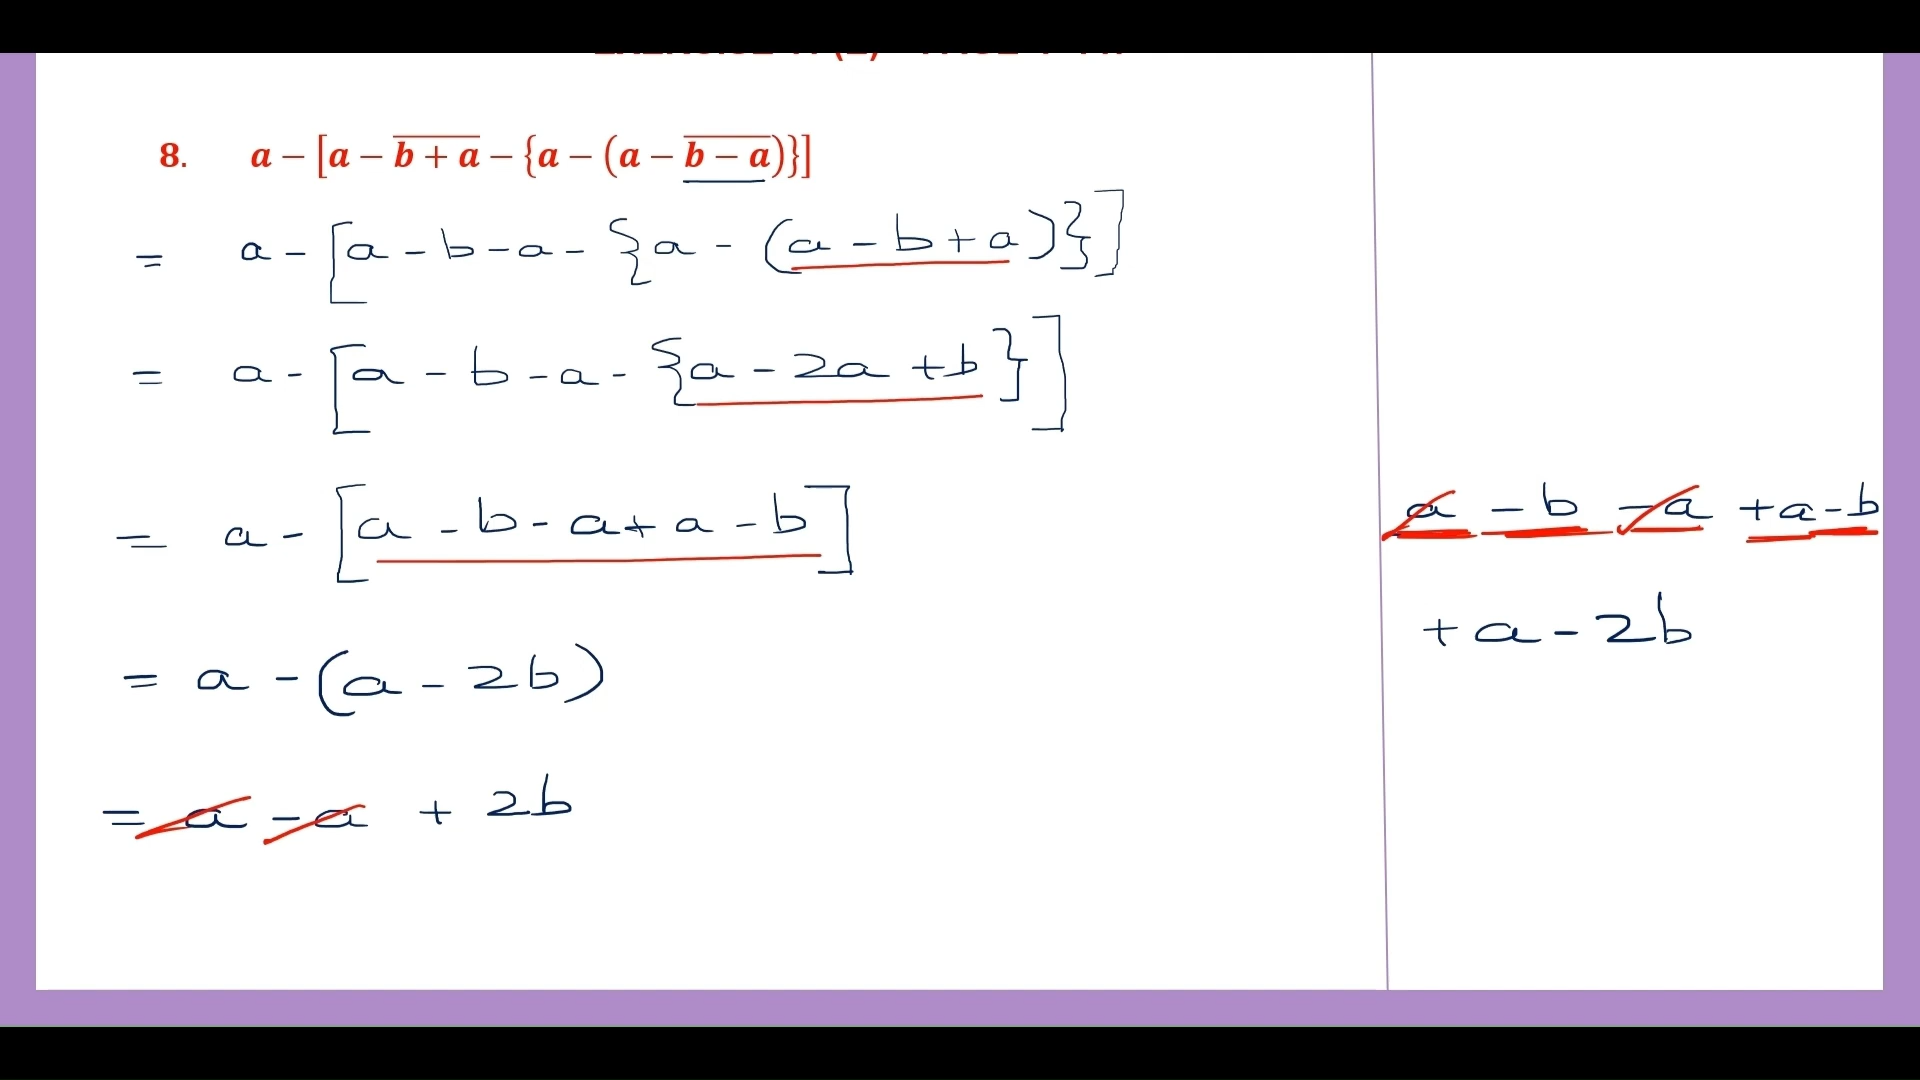 8. a − [a − b + a − {a − (a − b − a)}]
= a - [a - b - a - {a - (a - b + a)}]
= a - [a - b - a - {a - 2a + b}]
= a - [a - b - a + a - b]
= a - (a - 2b)
= a - a + 2b
a - b - a + a - b
+ a - 2b